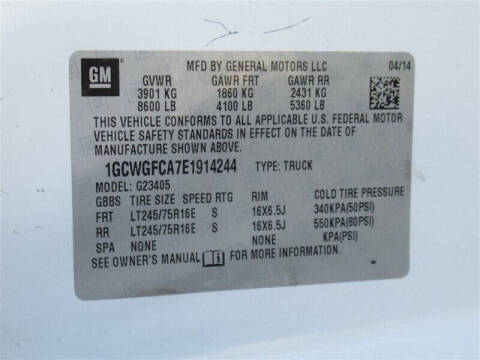 GM
MFD BY GENERAL MOTORS LLC 04/14
GVWR GAWR FRT GAWR RR
3901 KG 1860 KG 2431 KG
8600 LB 4100 LB 5360 LB
THIS VEHICLE CONFORMS TO ALL APPLICABLE U.S. FEDERAL MOTOR
VEHICLE SAFETY STANDARDS IN EFFECT ON THE DATE OF
MANUFACTURE SHOWN ABOVE.
1GCWGFCA7E1914244 TYPE: TRUCK
MODEL: G23405
GBBS TIRE SIZE SPEED RTG RIM COLD TIRE PRESSURE
FRT LT245/75R16E S 16X6.5J 340KPA(50PSI)
RR LT245/75R16E S 16X6.5J 550KPA(80PSI)
SPA NONE NONE KPA(PSI)
SEE OWNER'S MANUAL FOR MORE INFORMATION.